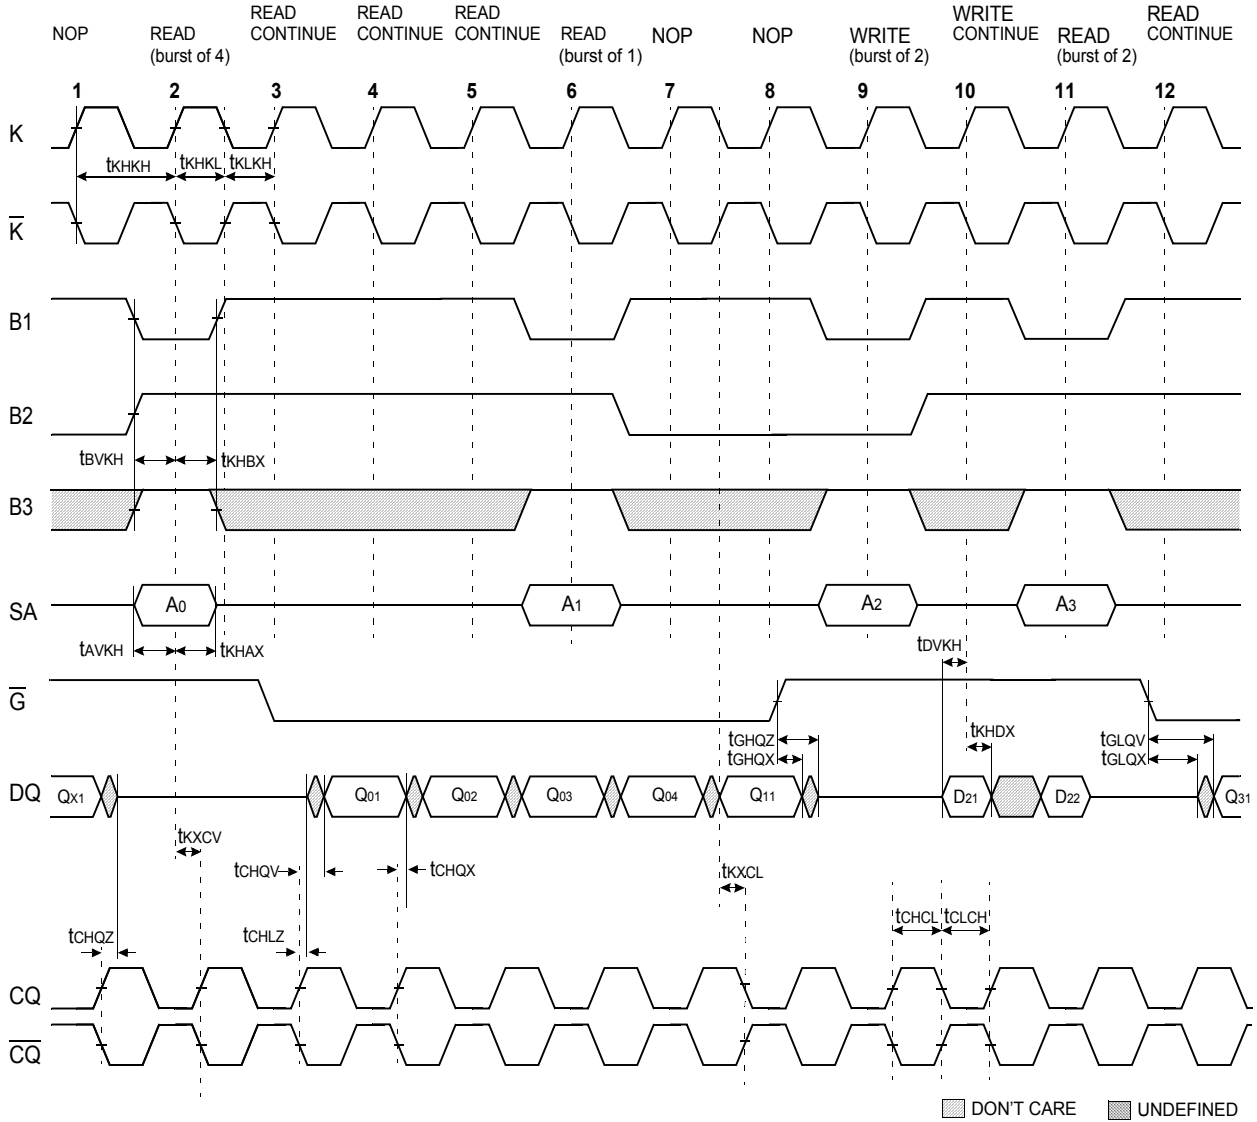 NOP
READ
(burst of 4)
READ
CONTINUE
READ
CONTINUE
READ
CONTINUE
READ
(burst of 1)
NOP
NOP
WRITE
(burst of 2)
WRITE
CONTINUE
READ
(burst of 2)
READ
CONTINUE
1 2 3 4 5 6 7 8 9 10 11 12
K
tKHKH tKHKL tKLKH
K
B1
B2
tBVKH tKHBX
B3
SA A0 A1 A2 A3
tAVKH tKHAX tDVKH
G
tGHQZ tKHDX tGLQV
tGHQX tGLQX
DQ QX1 Q01 Q02 Q03 Q04 Q11 D21 D22 Q31
tKXCV
tCHQV tCHQX tKXCL
tCHQZ tCHLZ tCHCL tCLCH
CQ
CQ
DON'T CARE UNDEFINED